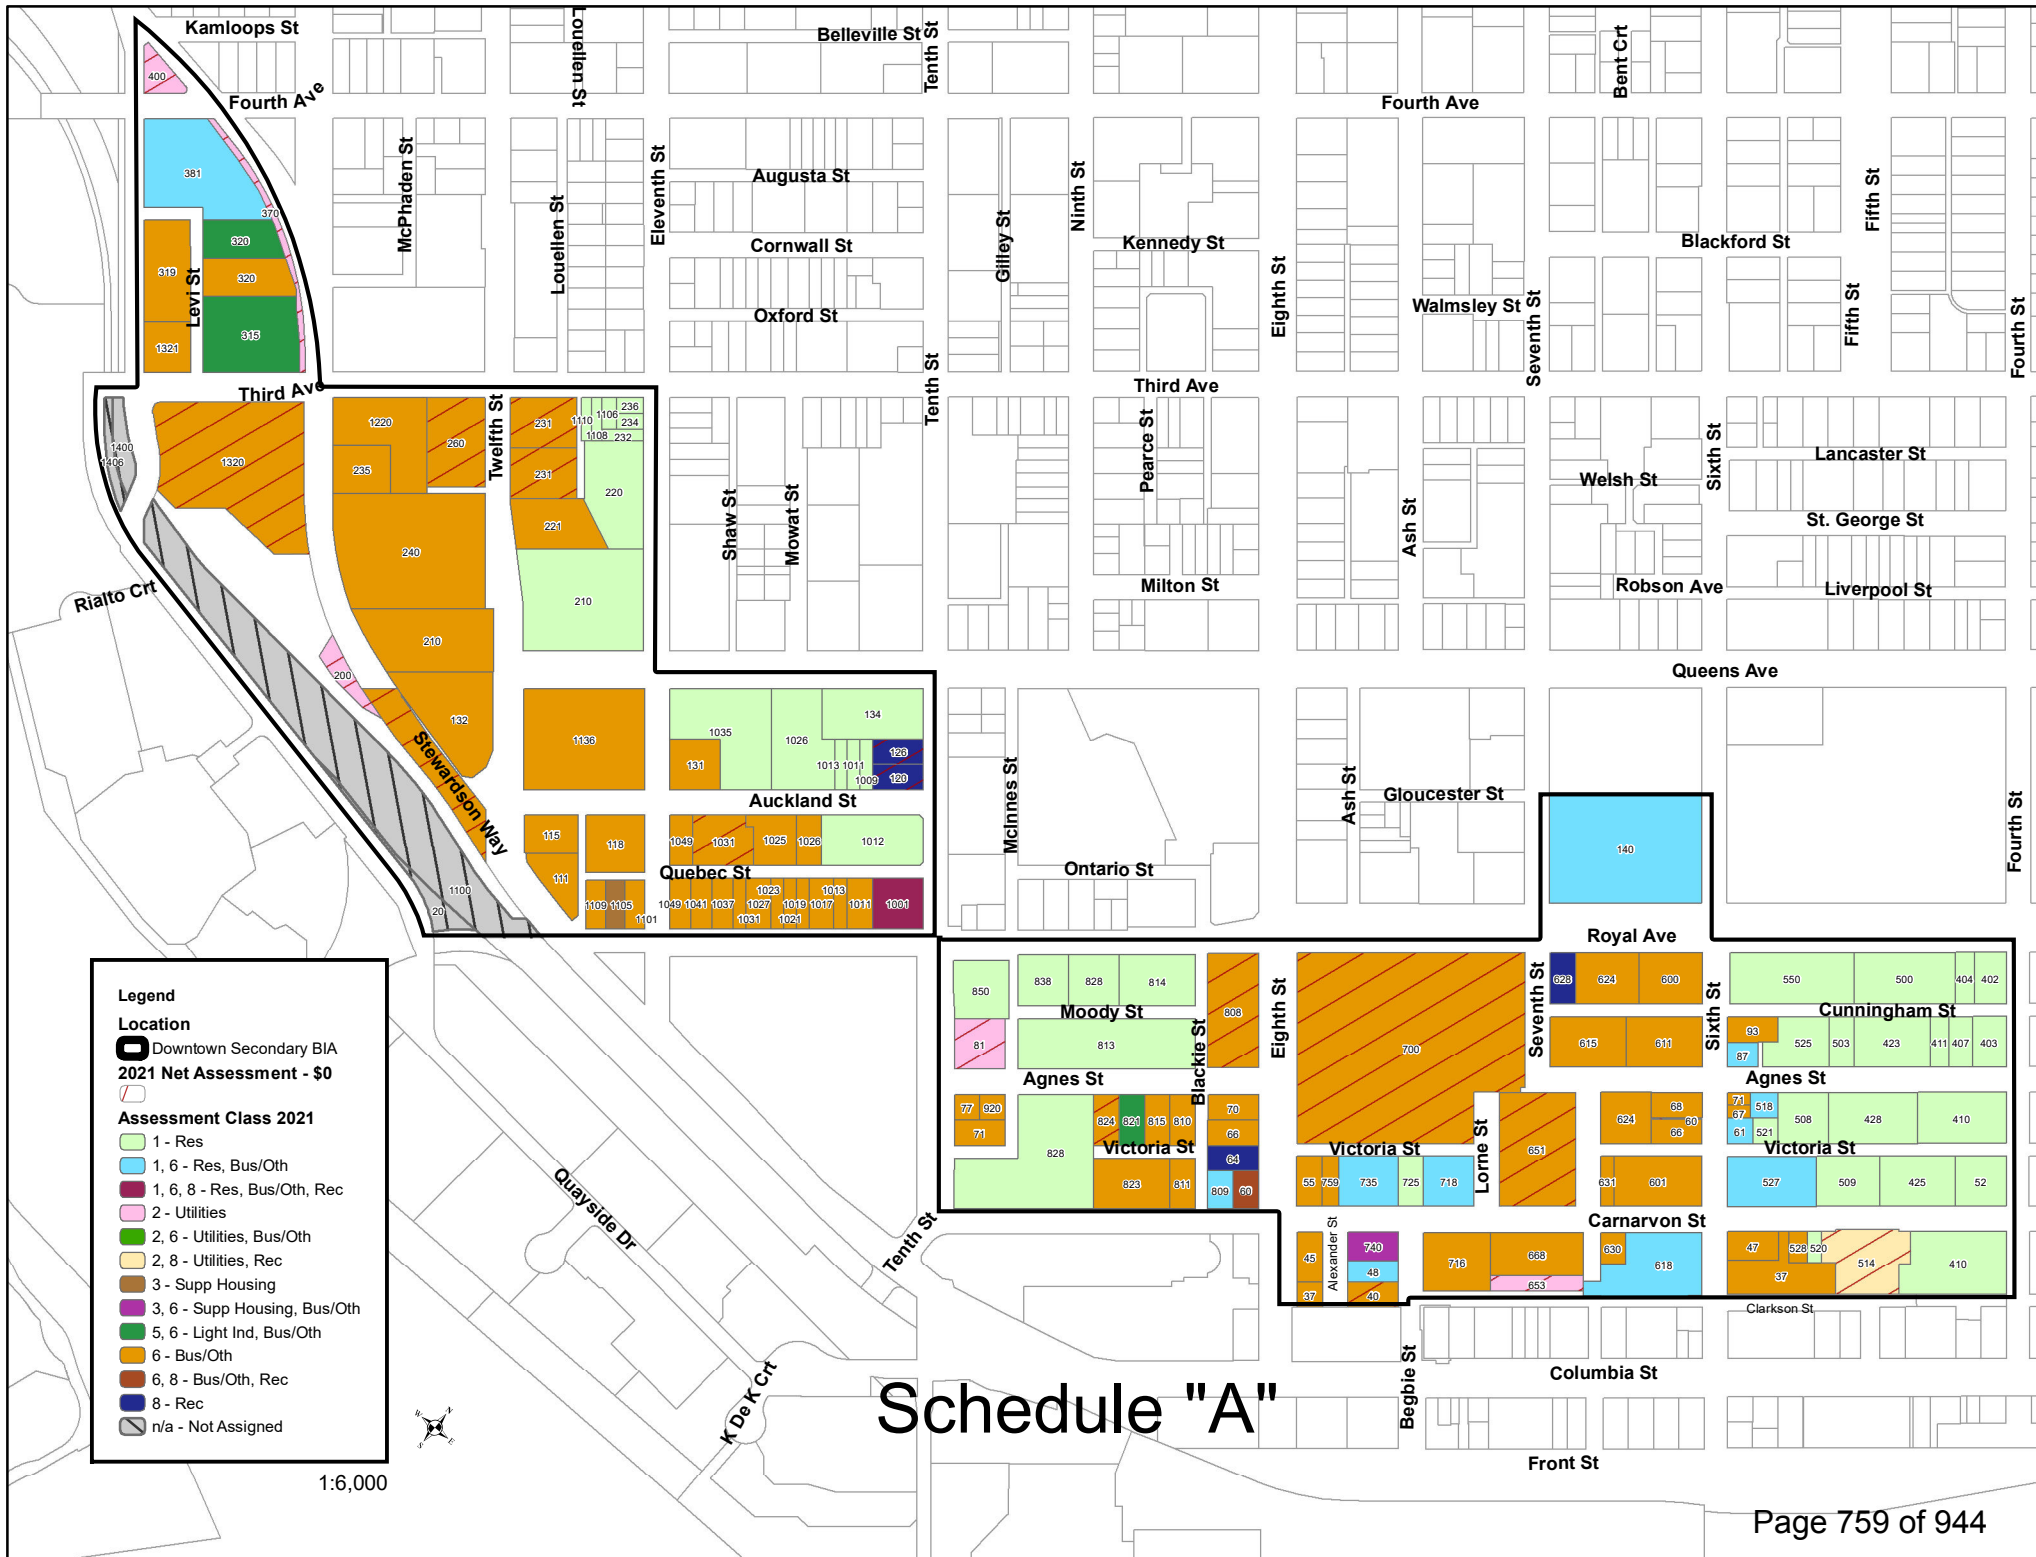 Kamloops St
Louellen St
Belleville St
Tenth St
Bent Crt
400
Fourth Ave
Fourth Ave
381
McPhaden St
Eleventh St
Augusta St
Ninth St
Fifth St
370
320
Louellen St
Cornwall St
Gilley St
Kennedy St
Eighth St
Blackford St
319
Levi St
320
Oxford St
Walmsley St
Seventh St
Fifth St
Fourth St
1321
315
Third Ave
Tenth St
Third Ave
1400
1406
1320
1220
235
260
Twelfth St
231
231
1110
1106
1108
236
234
232
220
221
240
210
210
Shaw St
Mowat St
Pearce St
Ash St
Welsh St
Sixth St
Lancaster St
St. George St
Milton St
Robson Ave
Liverpool St
Rialto Crt
Queens Ave
200
132
Stewardson Way
1136
1035
131
1026
134
1013
1011
1009
126
120
Auckland St
McInnes St
Ash St
Gloucester St
Fourth St
140
115
118
111
1049
1031
1025
1026
1012
Quebec St
Ontario St
1100
20
1109
1105
1101
1049
1041
1037
1031
1027
1023
1021
1019
1017
1013
1011
1001
Royal Ave
850
838
828
814
Moody St
81
813
Blackie St
808
Eighth St
700
Seventh St
628
624
600
615
611
Sixth St
550
500
404
402
Cunningham St
93
87
525
503
423
411
407
403
Agnes St
Agnes St
77
920
71
828
824
821
815
810
Victoria St
823
811
70
66
64
809
60
Victoria St
55
759
735
725
718
Lorne St
651
624
68
60
66
631
601
71
67
61
518
521
508
428
410
Victoria St
527
509
425
52
Carnarvon St
45
37
Alexander St
740
48
40
716
668
653
630
618
47
37
528
520
514
410
Clarkson St
Quayside Dr
Tenth St
K De K Crt
Begbie St
Columbia St
Front St
Legend
Location
Downtown Secondary BIA
2021 Net Assessment - $0
Assessment Class 2021
1 - Res
1, 6 - Res, Bus/Oth
1, 6, 8 - Res, Bus/Oth, Rec
2 - Utilities
2, 6 - Utilities, Bus/Oth
2, 8 - Utilities, Rec
3 - Supp Housing
3, 6 - Supp Housing, Bus/Oth
5, 6 - Light Ind, Bus/Oth
6 - Bus/Oth
6, 8 - Bus/Oth, Rec
8 - Rec
n/a - Not Assigned
N
W
E
S
1:6,000
Schedule "A"
Page 759 of 944